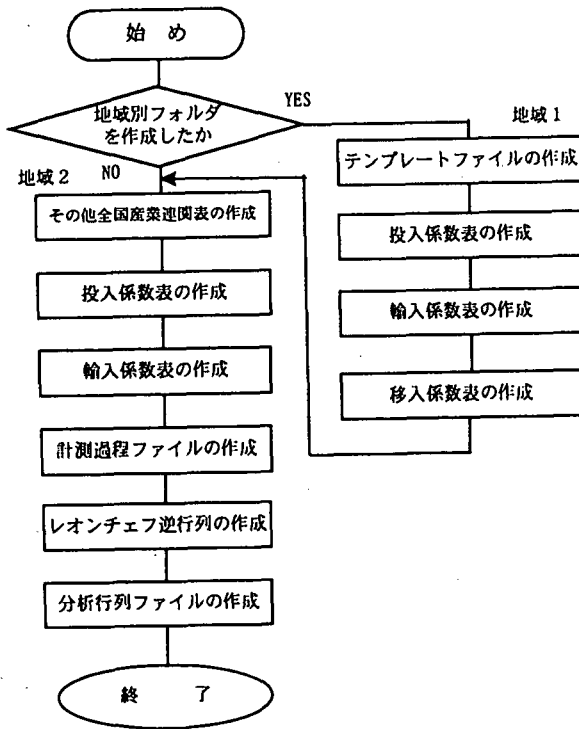 始 め
地域別フォルダ
を作成したか
YES
地域1
テンプレートファイルの作成
投入係数表の作成
輸入係数表の作成
移入係数表の作成
地域2
NO
その他全国産業連関表の作成
投入係数表の作成
輸入係数表の作成
計測過程ファイルの作成
レオンチェフ逆行列の作成
分析行列ファイルの作成
終 了